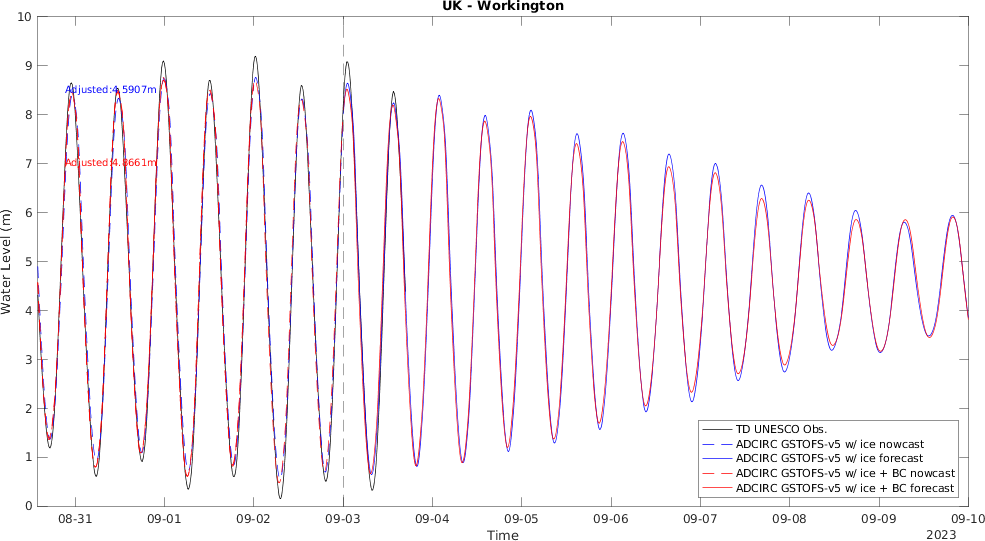 UK - Workington
10
9
8
7
6
5
4
3
2
1
0
Water Level (m)
Adjusted:4.5907m
Adjusted:4.8661m
TD UNESCO Obs.
ADCIRC GSTOFS-v5 w/ ice nowcast
ADCIRC GSTOFS-v5 w/ ice forecast
ADCIRC GSTOFS-v5 w/ ice + BC nowcast
ADCIRC GSTOFS-v5 w/ ice + BC forecast
08-31 09-01 09-02 09-03 09-04 09-05 09-06 09-07 09-08 09-09 09-10
Time
2023